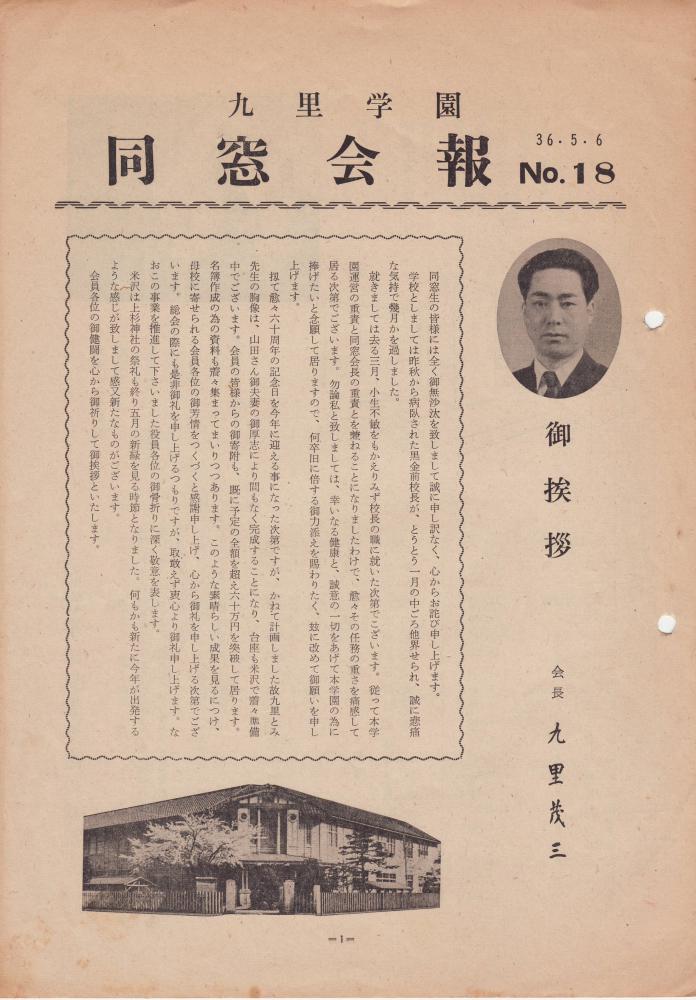 九里学園
同窓会報
36.5.6
No.18
御挨拶
会長 九里茂三
同窓生の皆様には全く御無沙汰を致しまして誠に申し訳なく、心からお詫び申し上げます。
学校としましては昨秋から病臥された黒金前校長が、とうとう一月の中ごろ他界せられ、誠に悲痛
な気持で幾月かを過しました。
就きましては去る三月、小生不敏をもかえりみず校長の職に就いた次第でございます。従って本学
園運営の重責と同窓会長の重責とを兼ねることになりましたわけで、愈々その任務の重さを痛感して
居る次第でございます。勿論私と致しましては、幸いなる健康と、誠意の一切をあげて本学園の為に
捧げたいと念願して居りますので、何卒旧に倍する御力添えを賜わりたく、玆に改めて御願いを申し
上げます。
扨て愈々六十周年の記念日を今年に迎える事になった次第ですが、かねて計画しました故九里とみ
先生の胸像は、山田さん御夫妻の御厚志により間もなく完成することになり、台座も米沢で着々準備
中でございます。会員の皆様からの御寄附も、既に予定の全額を超え六十万円を突破して居ります。
名簿作成の為の資料も着々集まってまいりつつあります。このような素晴らしい成果を見るにつけ、
母校に寄せられる会員各位の御芳情をつくづくと感謝申し上げ、心から御礼を申し上げる次第でござ
います。総会の際にも是非御礼を申し上げるつもりですが、取敢えず衷心より御礼申し上げます。な
おこの事業を推進して下さいました役員各位の御骨折りに深く敬意を表します。
米沢は上杉神社の祭礼も終り五月の新緑を見る時節となりました。何もかも新たに今年が出発する
ような感じが致しまして感又新たなものがございます。
会員各位の御健闘を心から御祈りして御挨拶といたします。
=1=